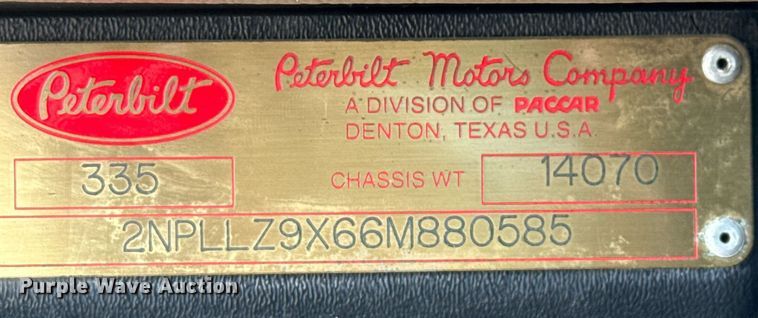 Peterbilt
Peterbilt Motors Company
A DIVISION OF PACCAR
DENTON, TEXAS U.S.A.
335
CHASSIS WT 14070
2NPLLZ9X66M880585
Purple Wave Auction